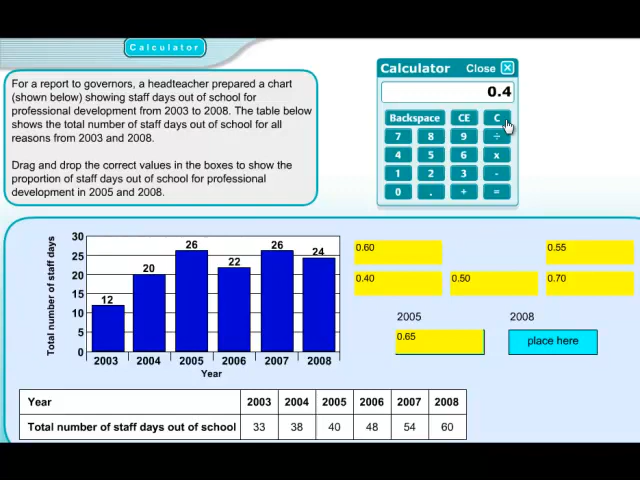 Calculator
For a report to governors, a headteacher prepared a chart
(shown below) showing staff days out of school for
professional development from 2003 to 2008. The table below
shows the total number of staff days out of school for all
reasons from 2003 and 2008.
Drag and drop the correct values in the boxes to show the
proportion of staff days out of school for professional
development in 2005 and 2008.
Calculator Close X
0.4
Backspace CE C
7 8 9 ÷
4 5 6 x
1 2 3 -
0 . + =
Total number of staff days
30
25
20
15
10
5
0
12 20 26 22 26 24
2003 2004 2005 2006 2007 2008
Year
0.60 0.55
0.40 0.50 0.70
2005 2008
0.65 place here
Year 2003 2004 2005 2006 2007 2008
Total number of staff days out of school 33 38 40 48 54 60